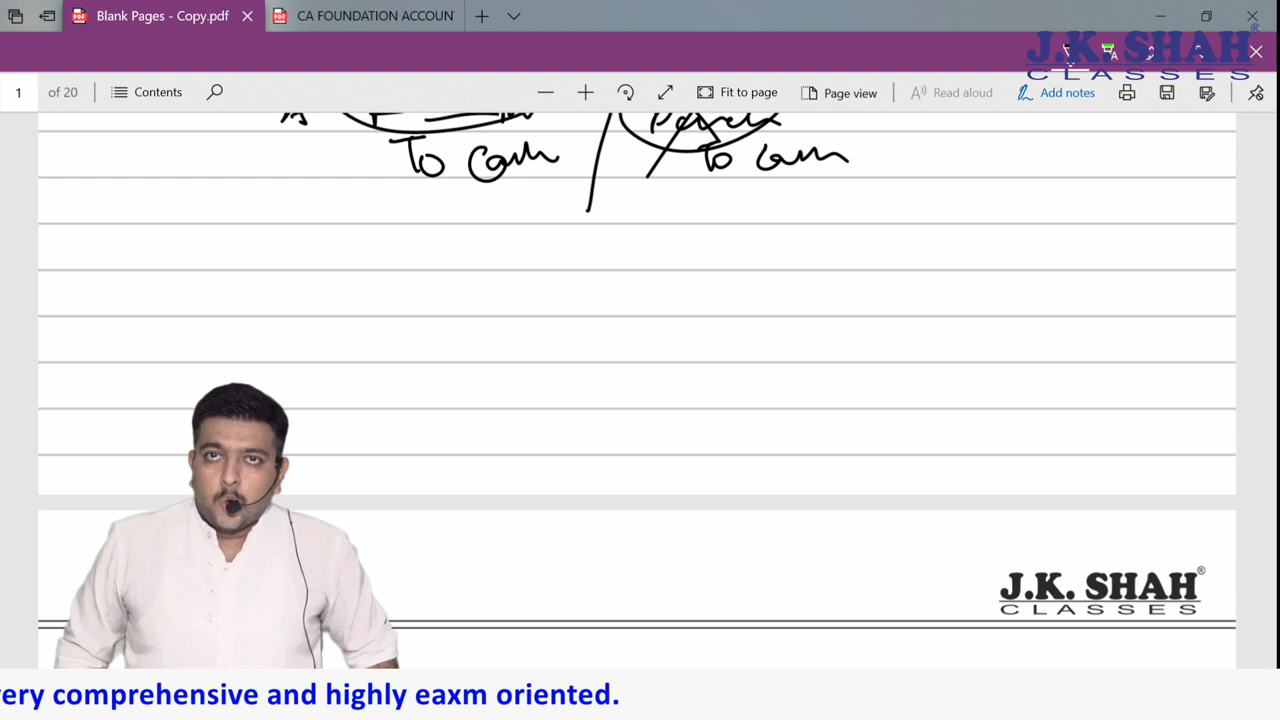 Blank Pages - Copy.pdf
CA FOUNDATION ACCOUN
J.K. SHAH®
CLASSES
1 of 20
Contents
Fit to page
Page view
Read aloud
Add notes
To Cash
To Cash
J.K. SHAH®
CLASSES
very comprehensive and highly eaxm oriented.